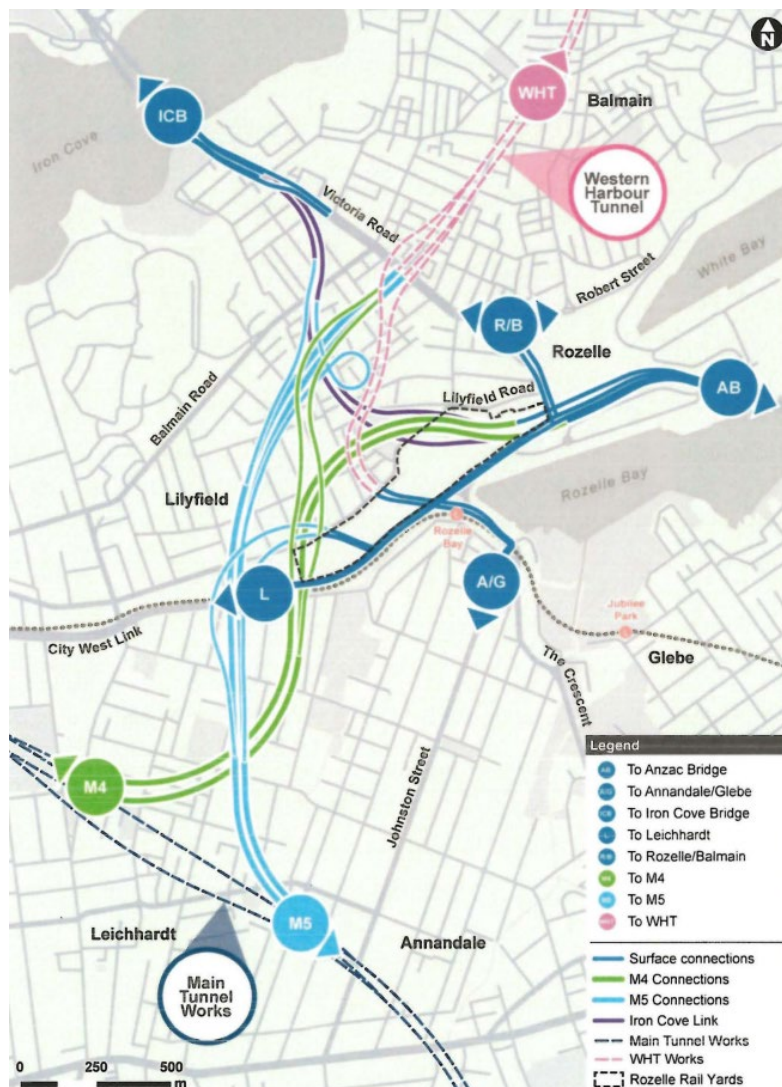 N
WHT
Balmain
ICB
Iron Cove
Western
Harbour
Tunnel
Victoria Road
White Bay
Robert Street
R/B
Rozelle
AB
Lilyfield Road
Balmain Road
Rozelle Bay
Lilyfield
L
Rozelle
Bay
L
A/G
L
Jubilee
Park
City West Link
Glebe
The Crescent
M4
Johnston Street
M5
Leichhardt
Annandale
Main
Tunnel
Works
0 250 500
m
Legend
AB To Anzac Bridge
A/G To Annandale/Glebe
ICB To Iron Cove Bridge
L To Leichhardt
R/B To Rozelle/Balmain
M4 To M4
M5 To M5
WHT To WHT
Surface connections
M4 Connections
M5 Connections
Iron Cove Link
Main Tunnel Works
WHT Works
Rozelle Rail Yards